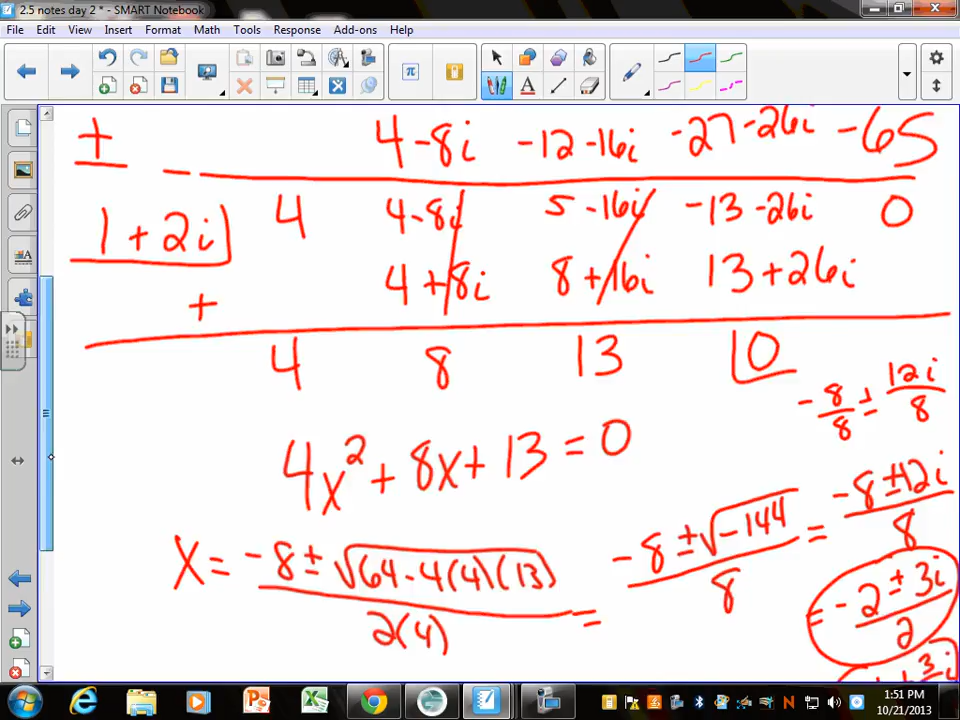 2.5 notes day 2 * - SMART Notebook
File Edit View Insert Format Math Tools Response Add-ons Help
+ 4-8i -12-16i -27-26i -65
1+2i 4 4-8i 5-16i -13-26i 0
+ 4+8i 8+16i 13+26i
4 8 13 0
-8/8 ± 12i/8
4x²+8x+13=0
x = (-8±√(64-4(4)(13)))/2(4) = (-8±√-144)/8 = (-8±12i)/8
= (-2±3i)/2
1:51 PM
10/21/2013